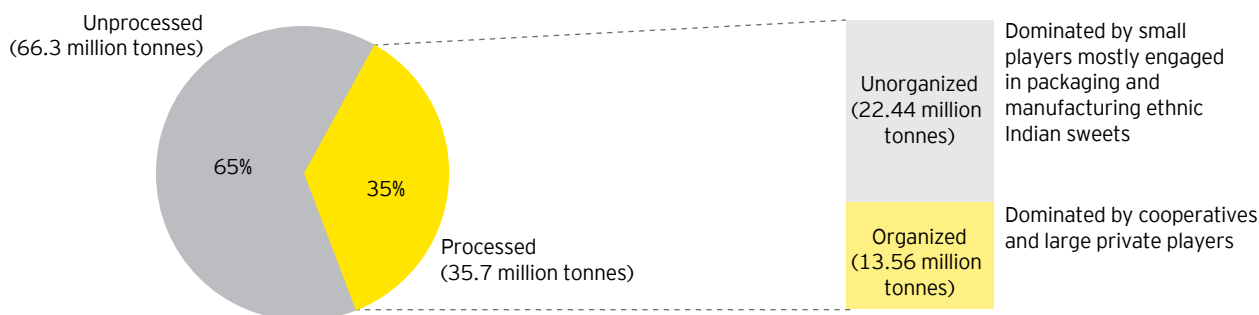 Unprocessed
(66.3 million tonnes)
65%
35%
Processed
(35.7 million tonnes)
Unorganized
(22.44 million
tonnes)
Dominated by small
players mostly engaged
in packaging and
manufacturing ethnic
Indian sweets
Organized
(13.56 million
tonnes)
Dominated by cooperatives
and large private players